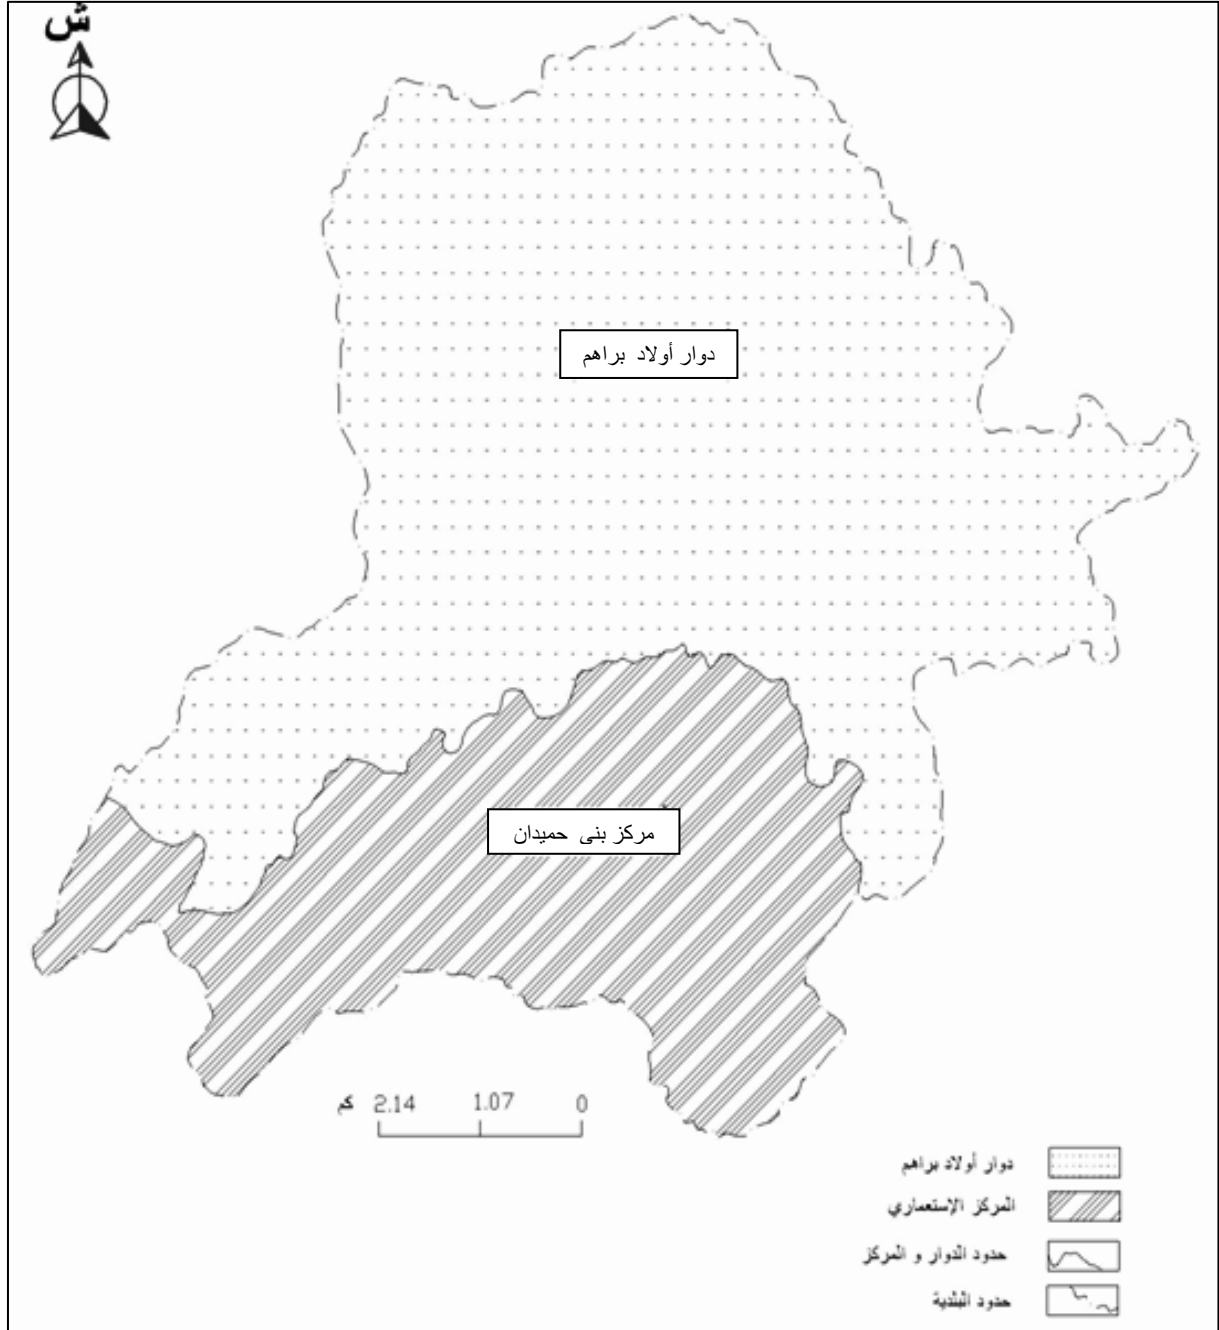 ش
دوار أولاد براهم
مركز بنى حميدان
كم 2.14 1.07 0
دوار أولاد براهم
المركز الإستعماري
حدود الدوار و المركز
حدود البلدية